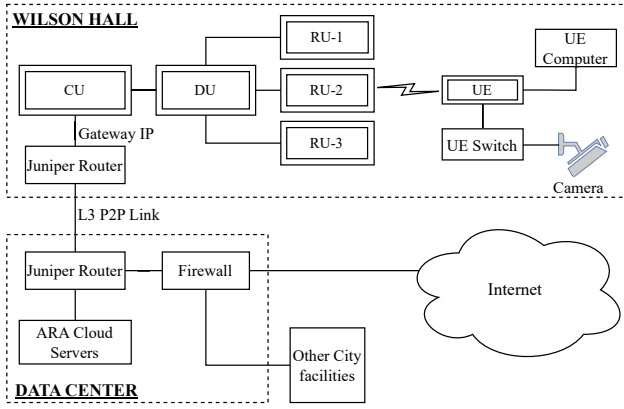 WILSON HALL
RU-1
UE
Computer
CU
DU
RU-2
UE
Gateway IP
RU-3
UE Switch
Juniper Router
Camera
L3 P2P Link
Juniper Router
Firewall
Internet
ARA Cloud
Servers
Other City
facilities
DATA CENTER